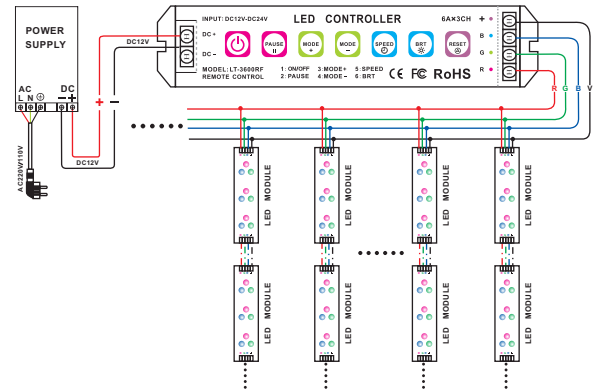 POWER
SUPPLY
AC
DC
L N
− +
AC220V/110V
DC12V
DC12V
+ −
INPUT: DC12V-DC24V
LED CONTROLLER
6A×3CH
DC+
DC−
PAUSE
MODE
+
MODE
−
SPEED
BRT
RESET
+
B
G
R
MODEL: LT-3600RF
REMOTE CONTROL
1: ON/OFF 3: MODE+ 5: SPEED
2: PAUSE 4: MODE− 6: BRT
CE FC RoHS
R G B V
LED MODULE
LED MODULE
LED MODULE
LED MODULE
LED MODULE
LED MODULE
LED MODULE
LED MODULE